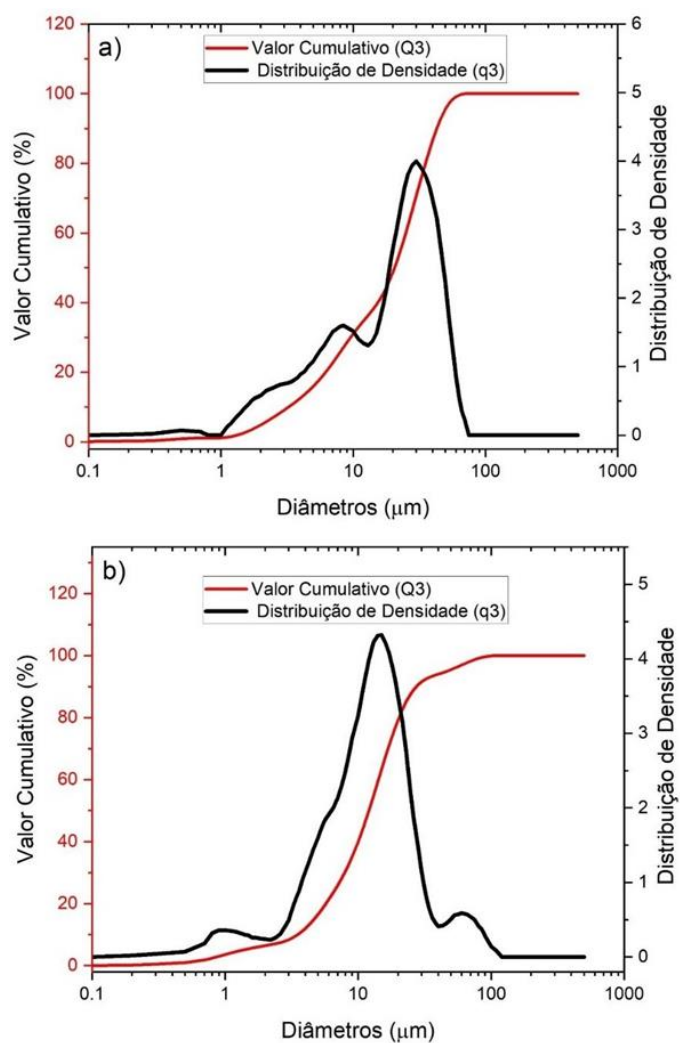 a)
Valor Cumulativo (Q3)
Distribuição de Densidade (q3)
120
100
80
60
40
20
0
Valor Cumulativo (%)
6
5
4
3
2
1
0
Distribuição de Densidade
0.1 1 10 100 1000
Diâmetros (μm)
b)
Valor Cumulativo (Q3)
Distribuição de Densidade (q3)
120
100
80
60
40
20
0
Valor Cumulativo (%)
5
4
3
2
1
0
Distribuição de Densidade
0.1 1 10 100 1000
Diâmetros (μm)